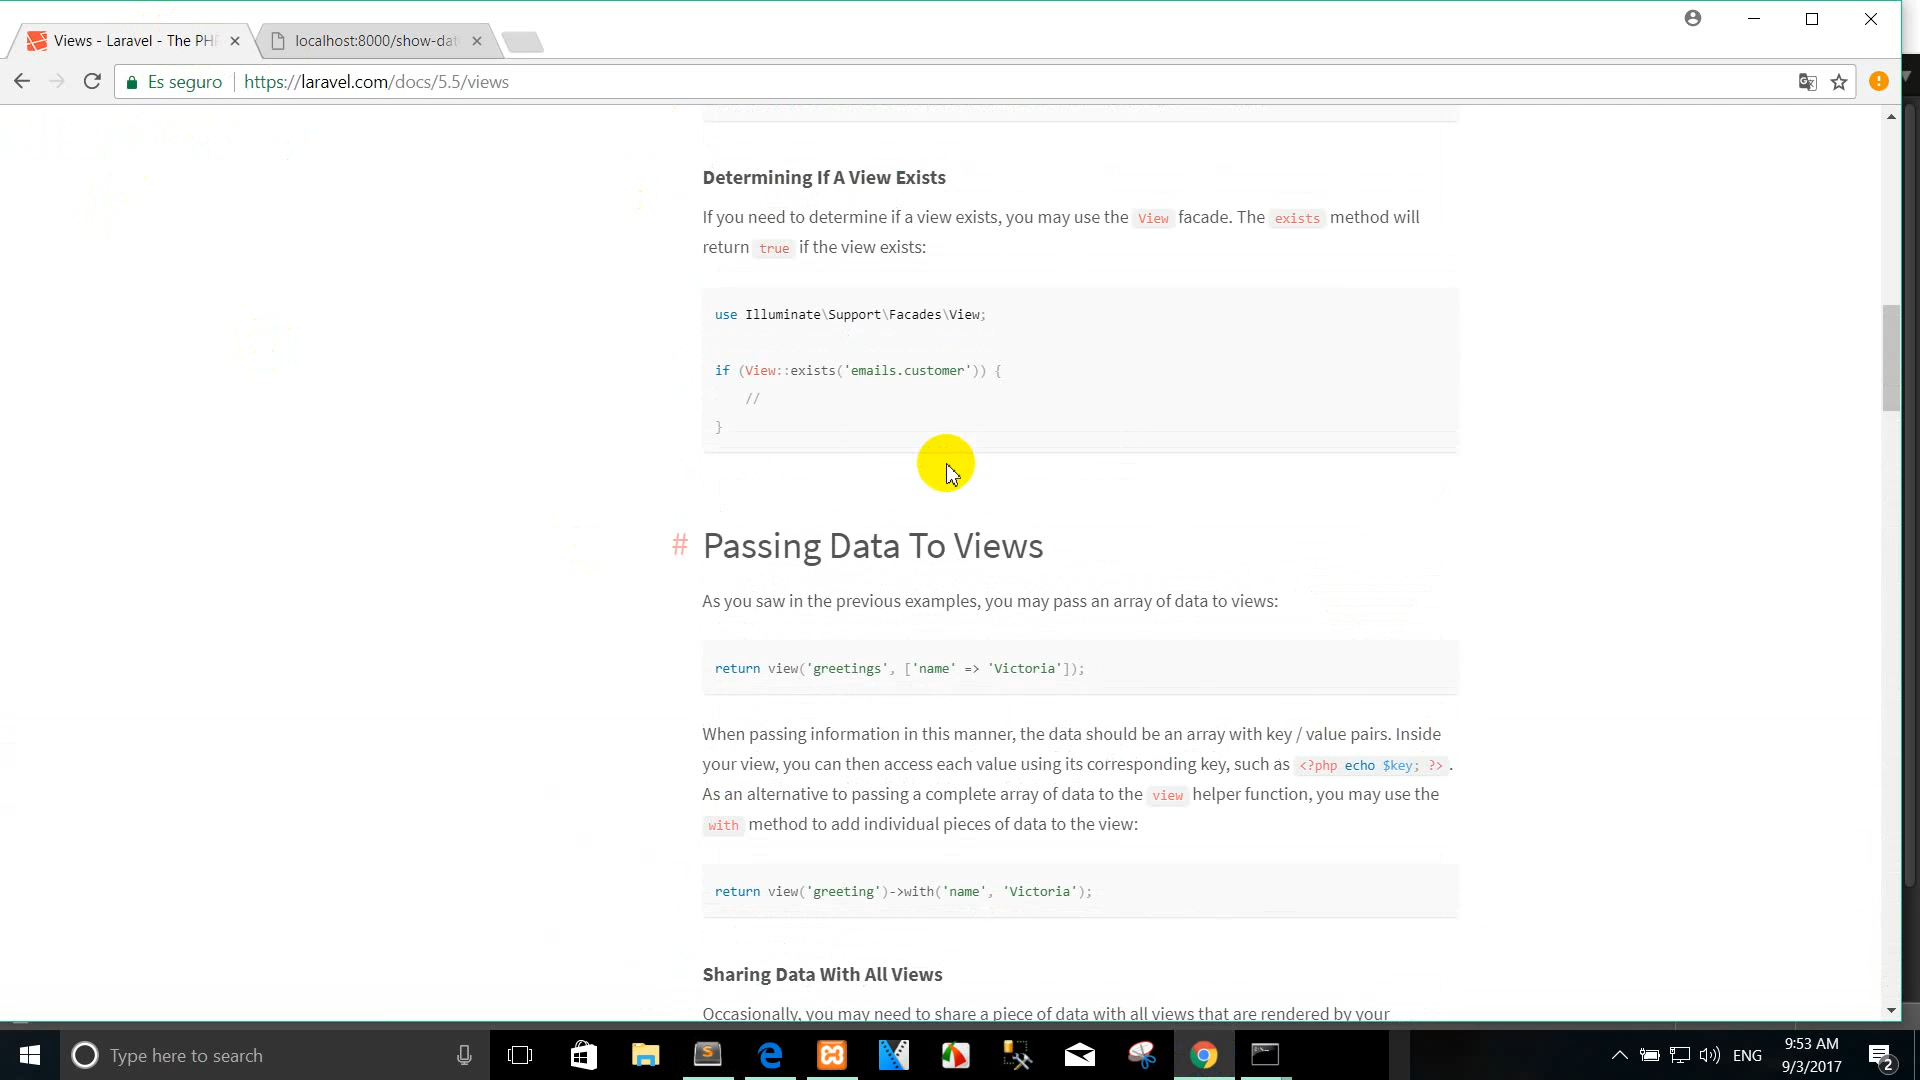 Views - Laravel - The PHP
localhost:8000/show-dat
Es seguro
https://laravel.com/docs/5.5/views
Determining If A View Exists
If you need to determine if a view exists, you may use the View facade. The exists method will
return true if the view exists:
use Illuminate\Support\Facades\View;
if (View::exists('emails.customer')) {
//
}
# Passing Data To Views
As you saw in the previous examples, you may pass an array of data to views:
return view('greetings', ['name' => 'Victoria']);
When passing information in this manner, the data should be an array with key / value pairs. Inside
your view, you can then access each value using its corresponding key, such as <?php echo $key; ?>.
As an alternative to passing a complete array of data to the view helper function, you may use the
with method to add individual pieces of data to the view:
return view('greeting')->with('name', 'Victoria');
Sharing Data With All Views
Occasionally, you may need to share a piece of data with all views that are rendered by your
Type here to search
ENG
9:53 AM
9/3/2017
2